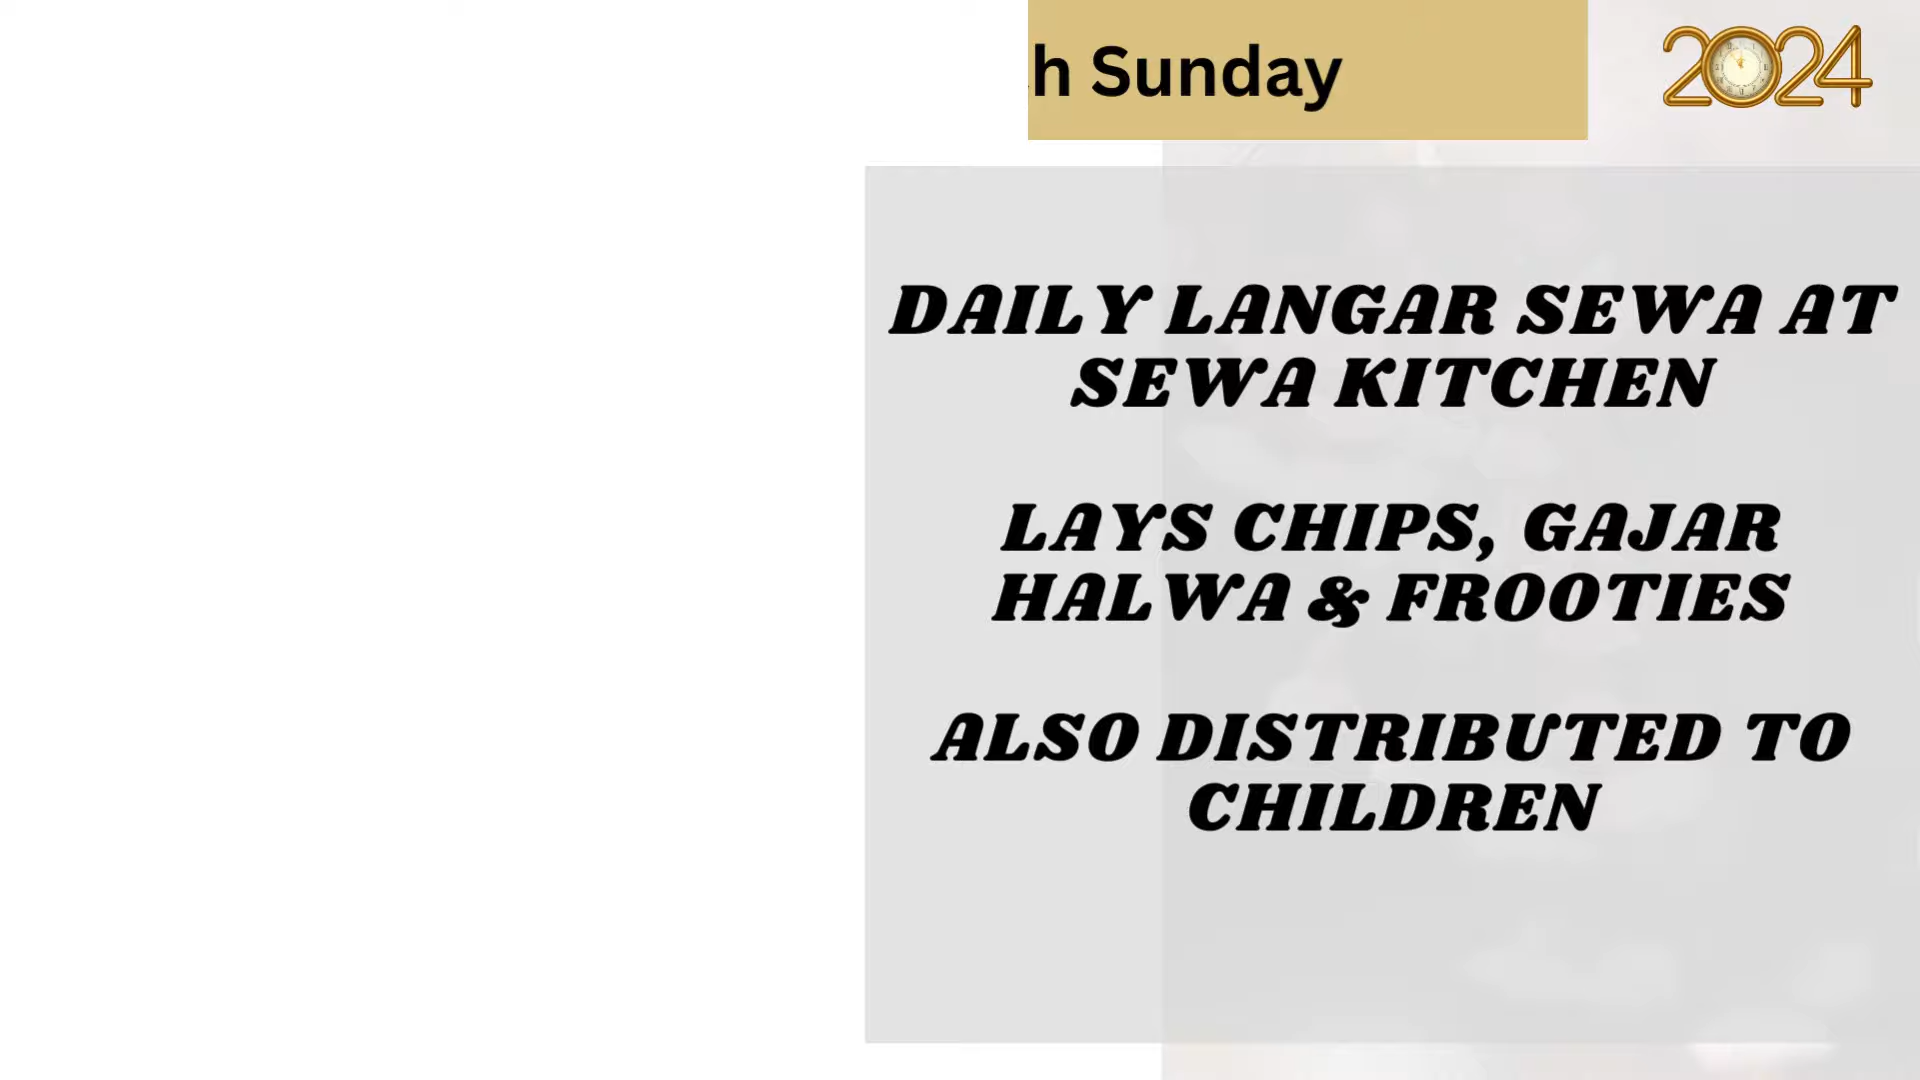 h Sunday
2024
DAILY LANGAR SEWA AT
SEWA KITCHEN
LAYS CHIPS, GAJAR
HALWA & FROOTIES
ALSO DISTRIBUTED TO
CHILDREN